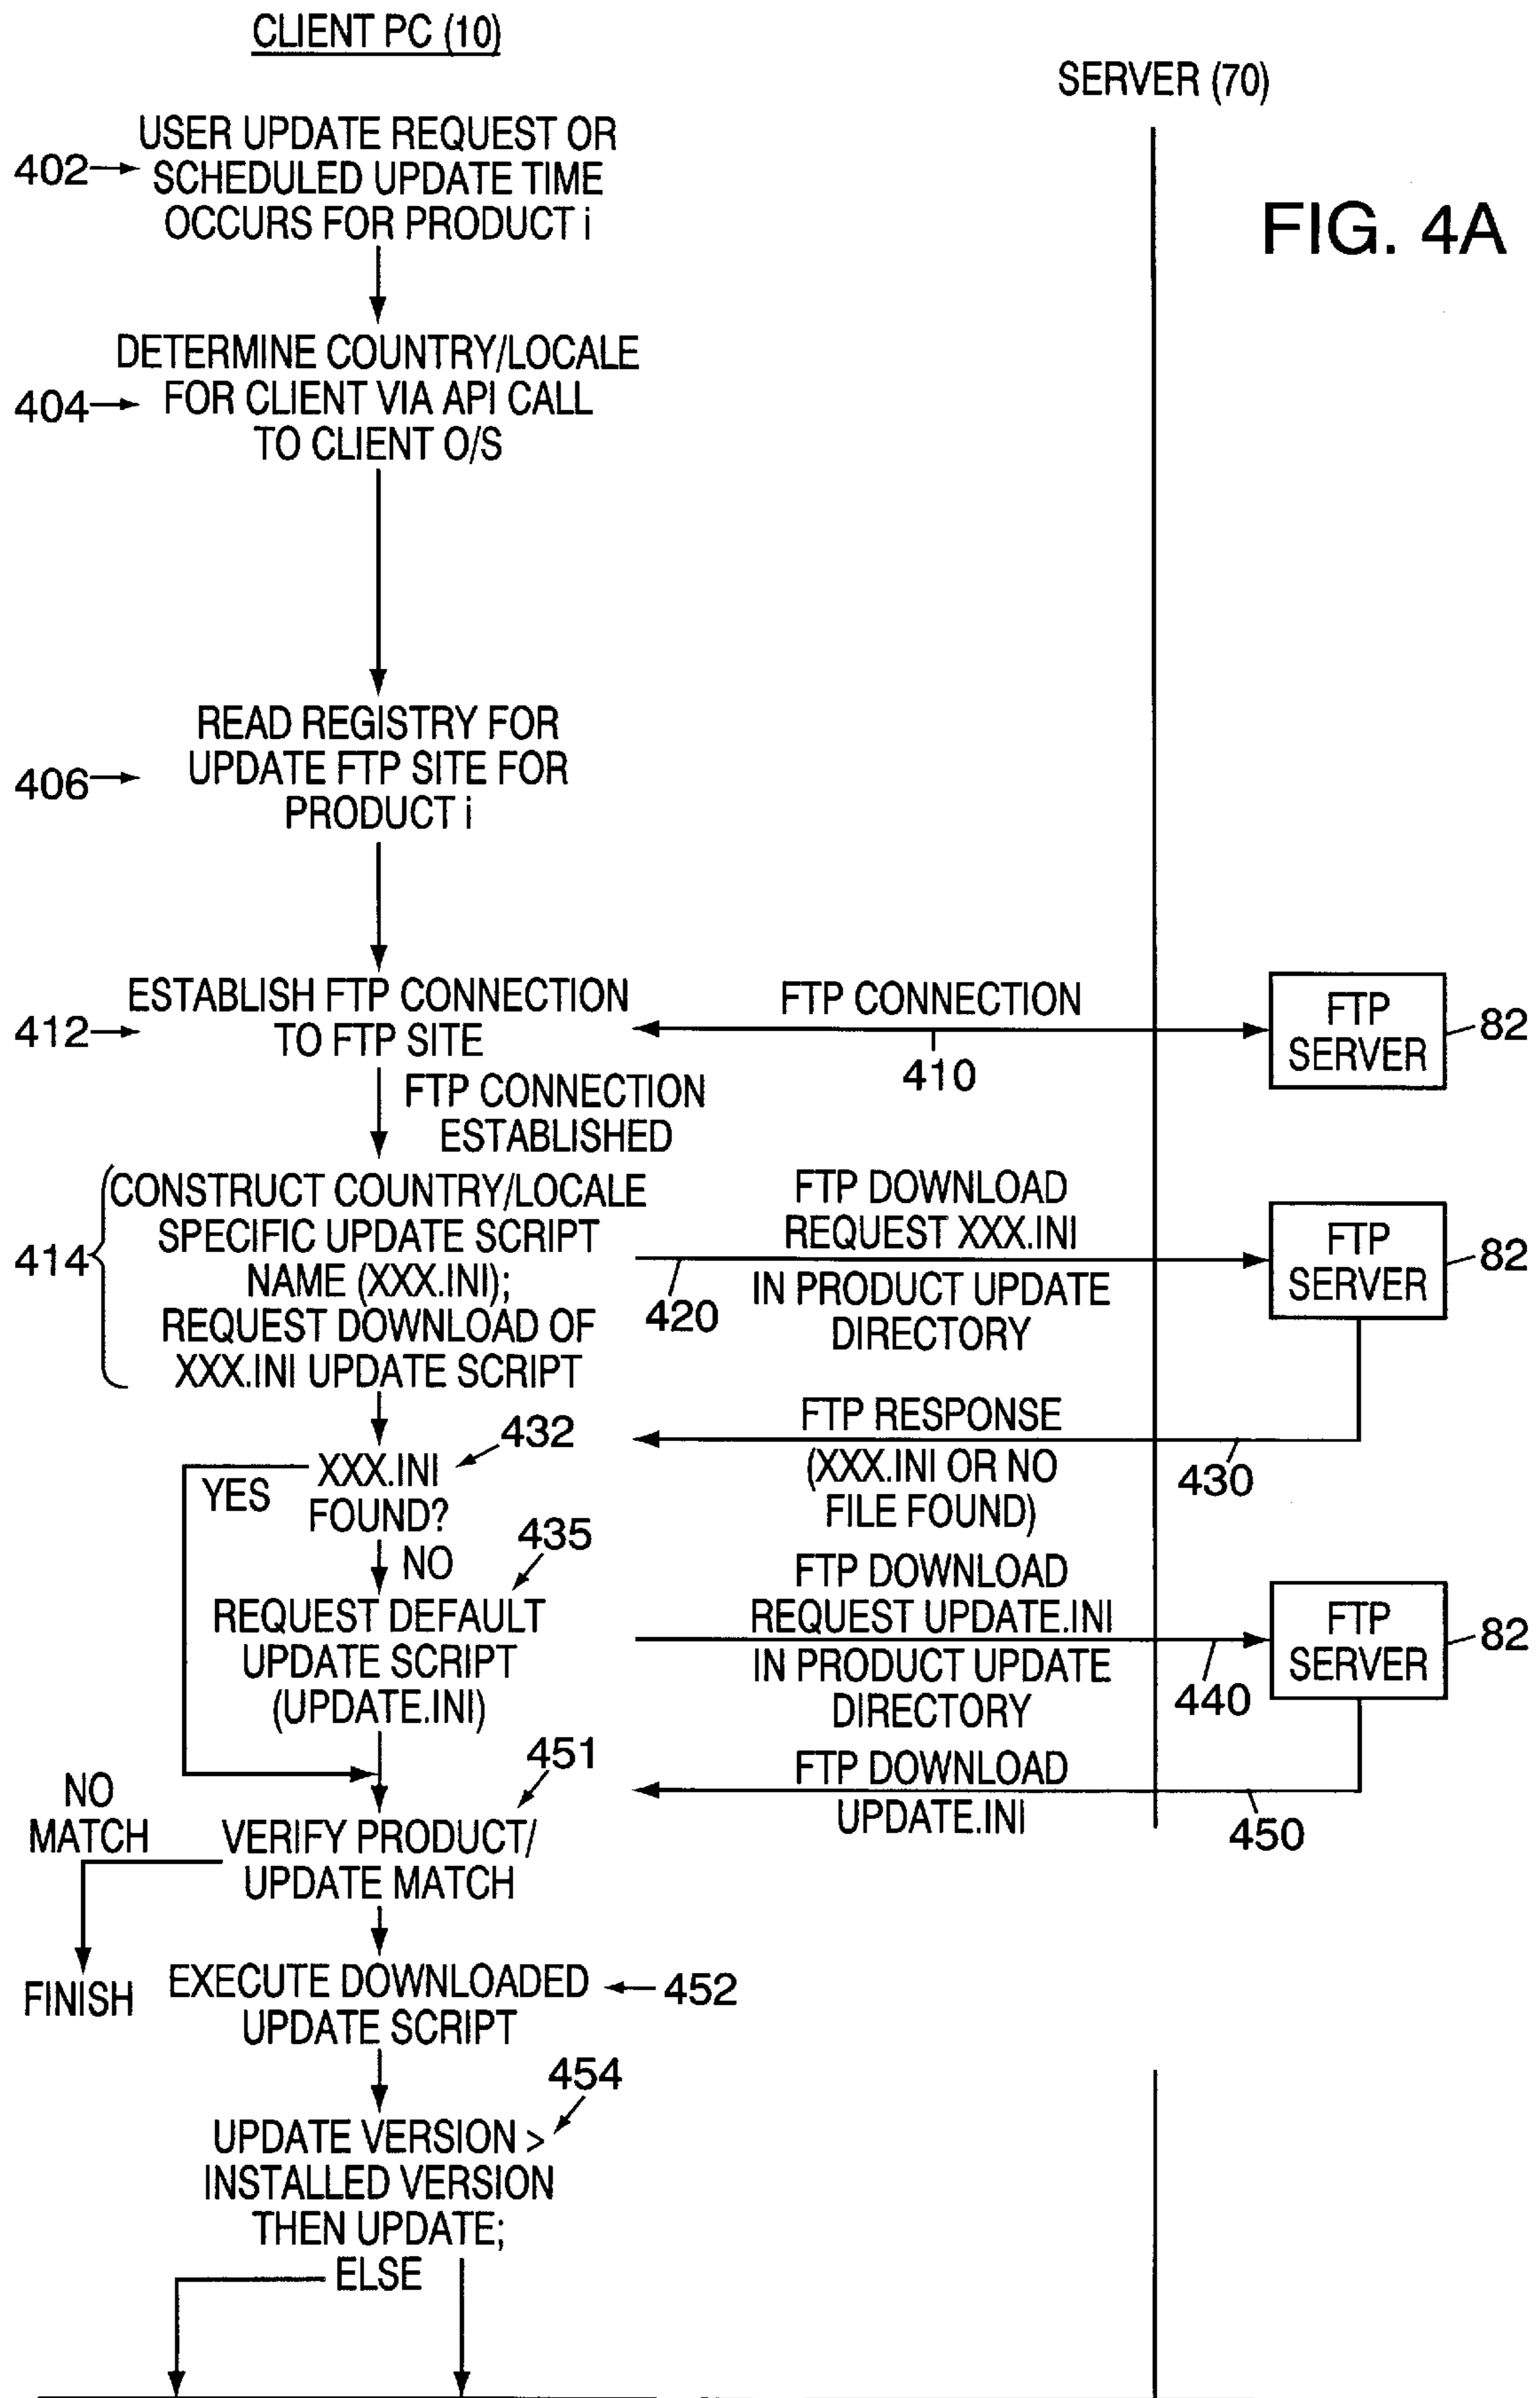 CLIENT PC (10)
SERVER (70)
FIG. 4A
402
USER UPDATE REQUEST OR
SCHEDULED UPDATE TIME
OCCURS FOR PRODUCT i
404
DETERMINE COUNTRY/LOCALE
FOR CLIENT VIA API CALL
TO CLIENT O/S
406
READ REGISTRY FOR
UPDATE FTP SITE FOR
PRODUCT i
412
ESTABLISH FTP CONNECTION
TO FTP SITE
FTP CONNECTION
410
FTP
SERVER
82
FTP CONNECTION
ESTABLISHED
414
CONSTRUCT COUNTRY/LOCALE
SPECIFIC UPDATE SCRIPT
NAME (XXX.INI);
REQUEST DOWNLOAD OF
XXX.INI UPDATE SCRIPT
FTP DOWNLOAD
REQUEST XXX.INI
IN PRODUCT UPDATE
DIRECTORY
420
FTP
SERVER
82
FTP RESPONSE
(XXX.INI OR NO
FILE FOUND)
430
432
XXX.INI
FOUND?
YES
NO
435
REQUEST DEFAULT
UPDATE SCRIPT
(UPDATE.INI)
FTP DOWNLOAD
REQUEST UPDATE.INI
IN PRODUCT UPDATE
DIRECTORY
440
FTP
SERVER
82
FTP DOWNLOAD
UPDATE.INI
450
451
NO
MATCH
VERIFY PRODUCT/
UPDATE MATCH
FINISH
EXECUTE DOWNLOADED
UPDATE SCRIPT
452
454
UPDATE VERSION >
INSTALLED VERSION
THEN UPDATE;
ELSE